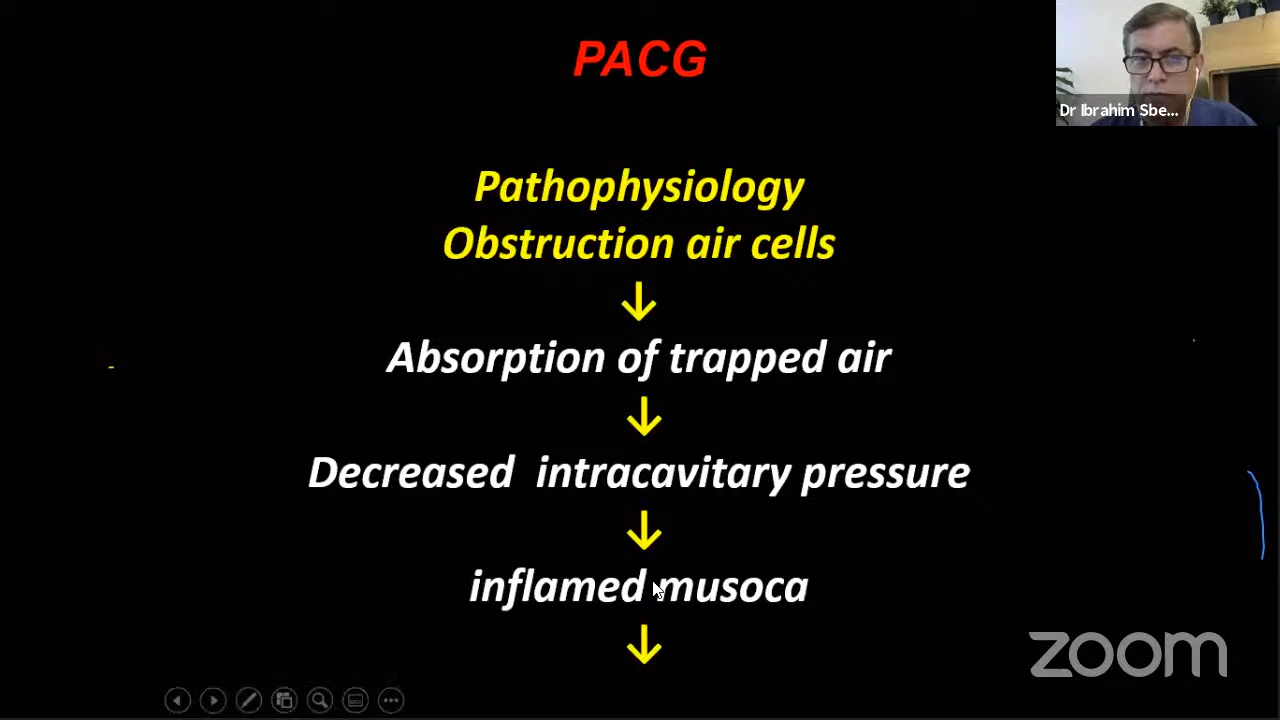 PACG
Dr Ibrahim Sbe...
Pathophysiology
Obstruction air cells
↓
Absorption of trapped air
↓
Decreased intracavitary pressure
↓
inflamed musoca
↓
zoom